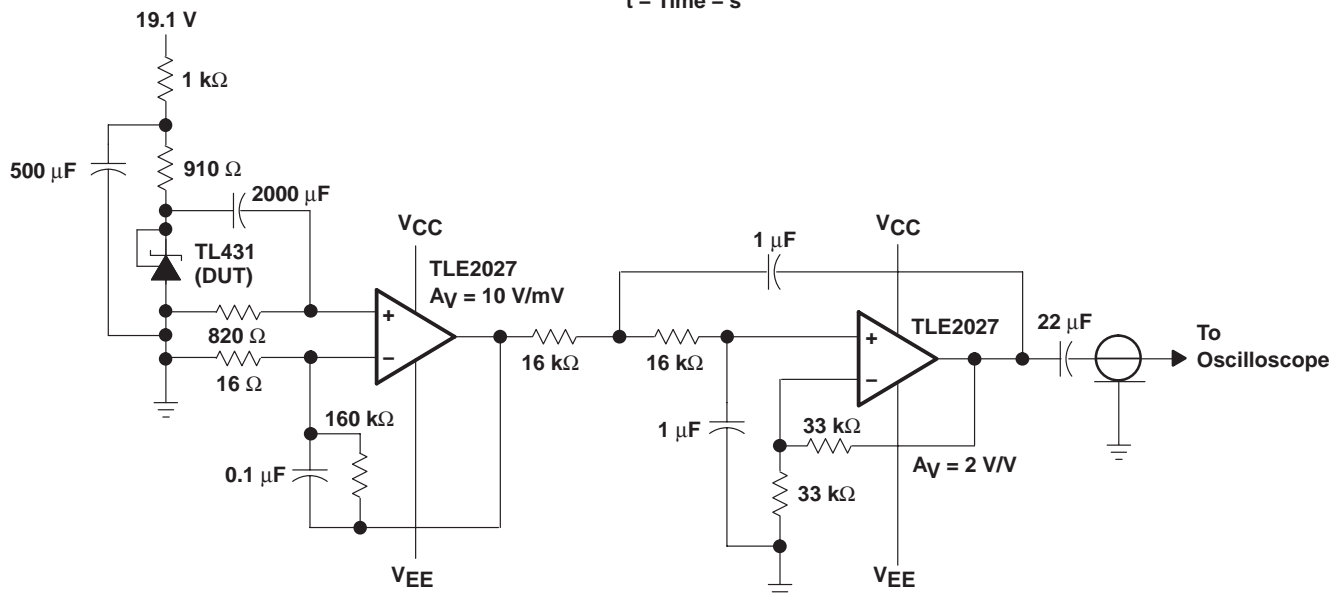 t – Time – s
19.1 V
1 kΩ
500 μF
910 Ω
2000 μF
TL431
(DUT)
820 Ω
16 Ω
VCC
TLE2027
AV = 10 V/mV
+
–
160 kΩ
0.1 μF
VEE
16 kΩ
16 kΩ
1 μF
1 μF
VCC
TLE2027
+
–
33 kΩ
AV = 2 V/V
33 kΩ
VEE
22 μF
To
Oscilloscope